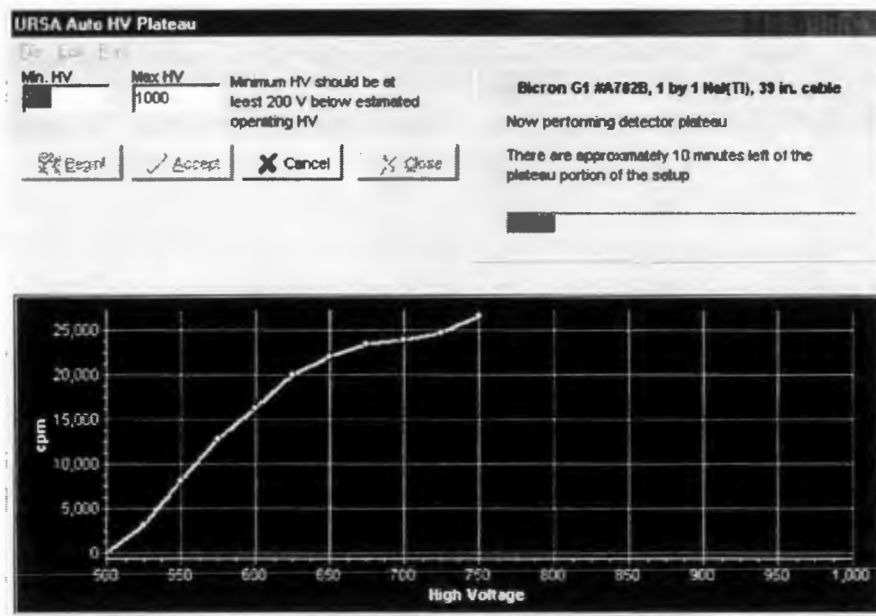 URSA Auto HV Plateau
Min. HV
Max HV
1000
Minimum HV should be at
least 200 V below estimated
operating HV
Accept
Cancel
Close
Bicron G1 #A782B, 1 by 1 NaI(Tl), 39 in. cable
Now performing detector plateau
There are approximately 10 minutes left of the
plateau portion of the setup
25,000
20,000
15,000
10,000
5,000
0
cpm
500 550 600 650 700 750 800 850 900 950 1,000
High Voltage